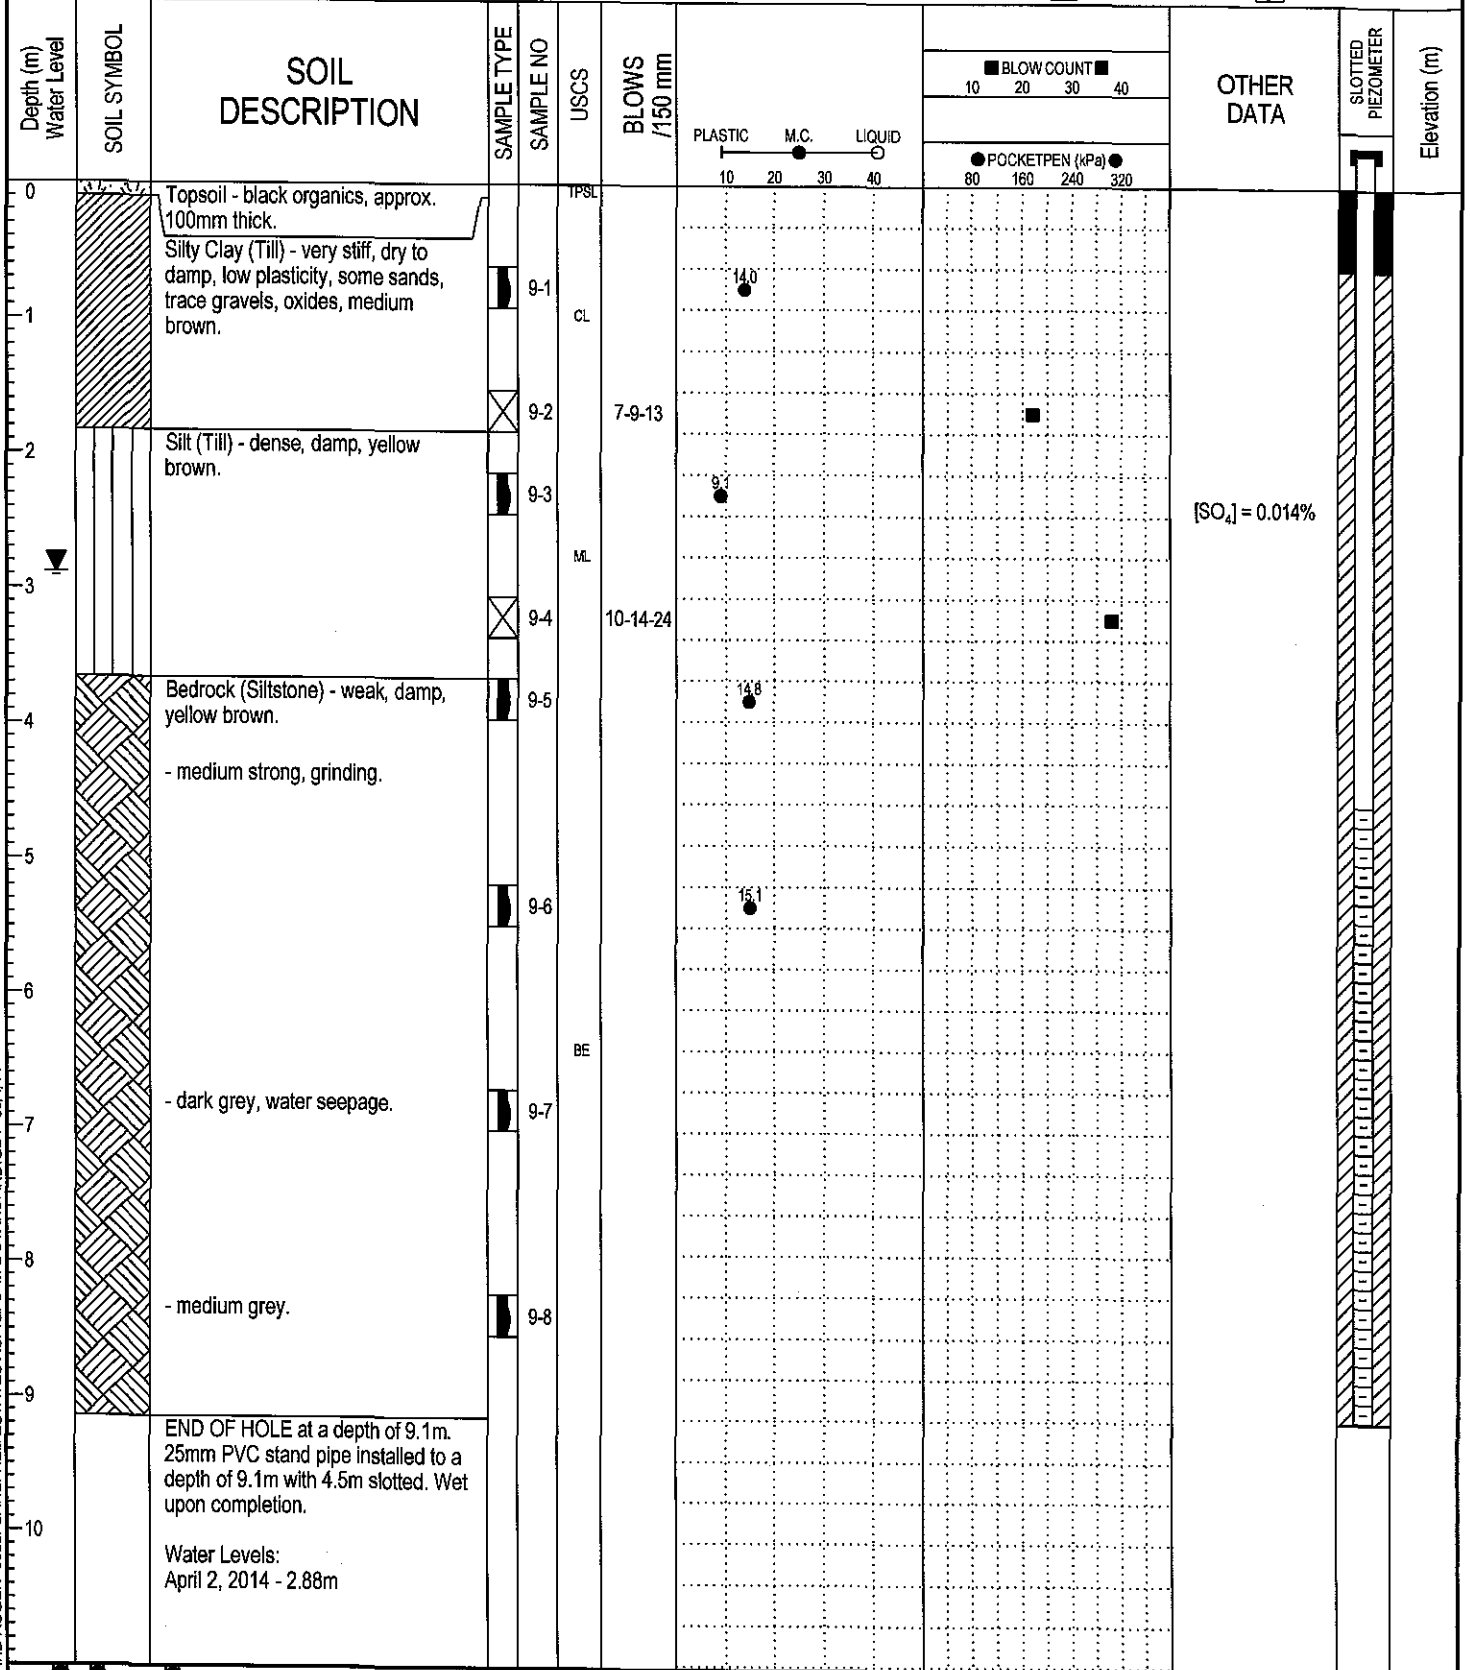 Depth (m)
Water Level
SOIL SYMBOL
SOIL
DESCRIPTION
SAMPLE TYPE
SAMPLE NO
USCS
BLOWS
/150 mm
PLASTIC M.C. LIQUID
10 20 30 40
■ BLOW COUNT ■
10 20 30 40
● POCKETPEN (kPa) ●
80 160 240 320
OTHER
DATA
SLOTTED
PIEZOMETER
Elevation (m)
0
Topsoil - black organics, approx.
100mm thick.
TPSL
Silty Clay (Till) - very stiff, dry to
damp, low plasticity, some sands,
trace gravels, oxides, medium
brown.
9-1
14.0
1
CL
9-2
7-9-13
Silt (Till) - dense, damp, yellow
brown.
2
9-3
9.1
[SO₄] = 0.014%
ML
3
9-4
10-14-24
Bedrock (Siltstone) - weak, damp,
yellow brown.
9-5
14.8
4
- medium strong, grinding.
5
9-6
15.1
6
BE
- dark grey, water seepage.
9-7
7
8
- medium grey.
9-8
9
END OF HOLE at a depth of 9.1m.
25mm PVC stand pipe installed to a
depth of 9.1m with 4.5m slotted. Wet
upon completion.
10
Water Levels:
April 2, 2014 - 2.88m